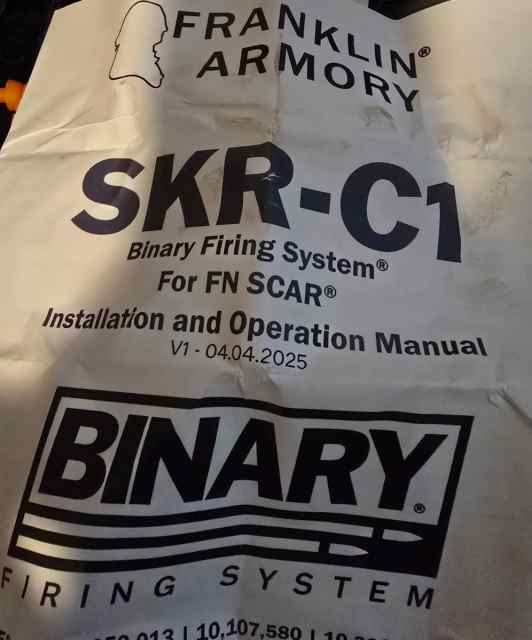 FRANKLIN®
ARMORY
SKR-C1
Binary Firing System®
For FN SCAR®
Installation and Operation Manual
V1 - 04.04.2025
BINARY®
FIRING SYSTEM
| 10,107,580 |